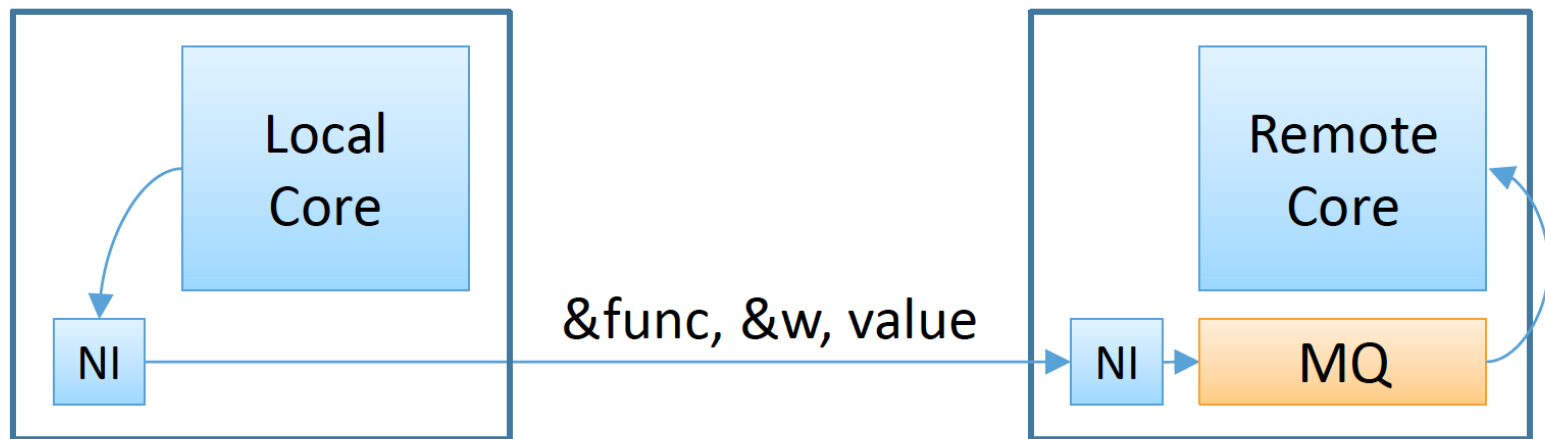 Local
Core
Remote
Core
&func, &w, value
NI
NI
MQ